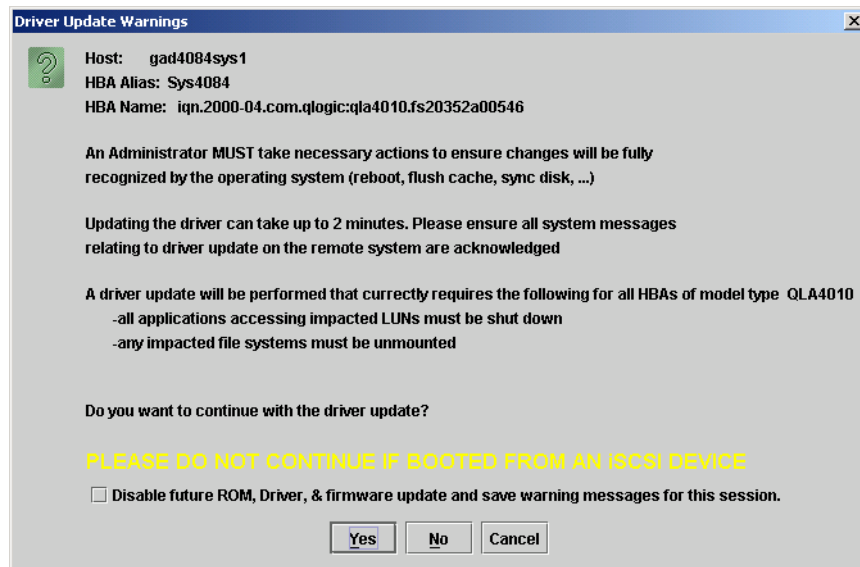 Driver Update Warnings
Host: gad4084sys1
HBA Alias: Sys4084
HBA Name: iqn.2000-04.com.qlogic:qla4010.fs20352a00546
An Administrator MUST take necessary actions to ensure changes will be fully
recognized by the operating system (reboot, flush cache, sync disk, ...)
Updating the driver can take up to 2 minutes. Please ensure all system messages
relating to driver update on the remote system are acknowledged
A driver update will be performed that currently requires the following for all HBAs of model type QLA4010
-all applications accessing impacted LUNs must be shut down
-any impacted file systems must be unmounted
Do you want to continue with the driver update?
PLEASE DO NOT CONTINUE IF BOOTED FROM AN iSCSI DEVICE
Disable future ROM, Driver, & firmware update and save warning messages for this session.
Yes No Cancel